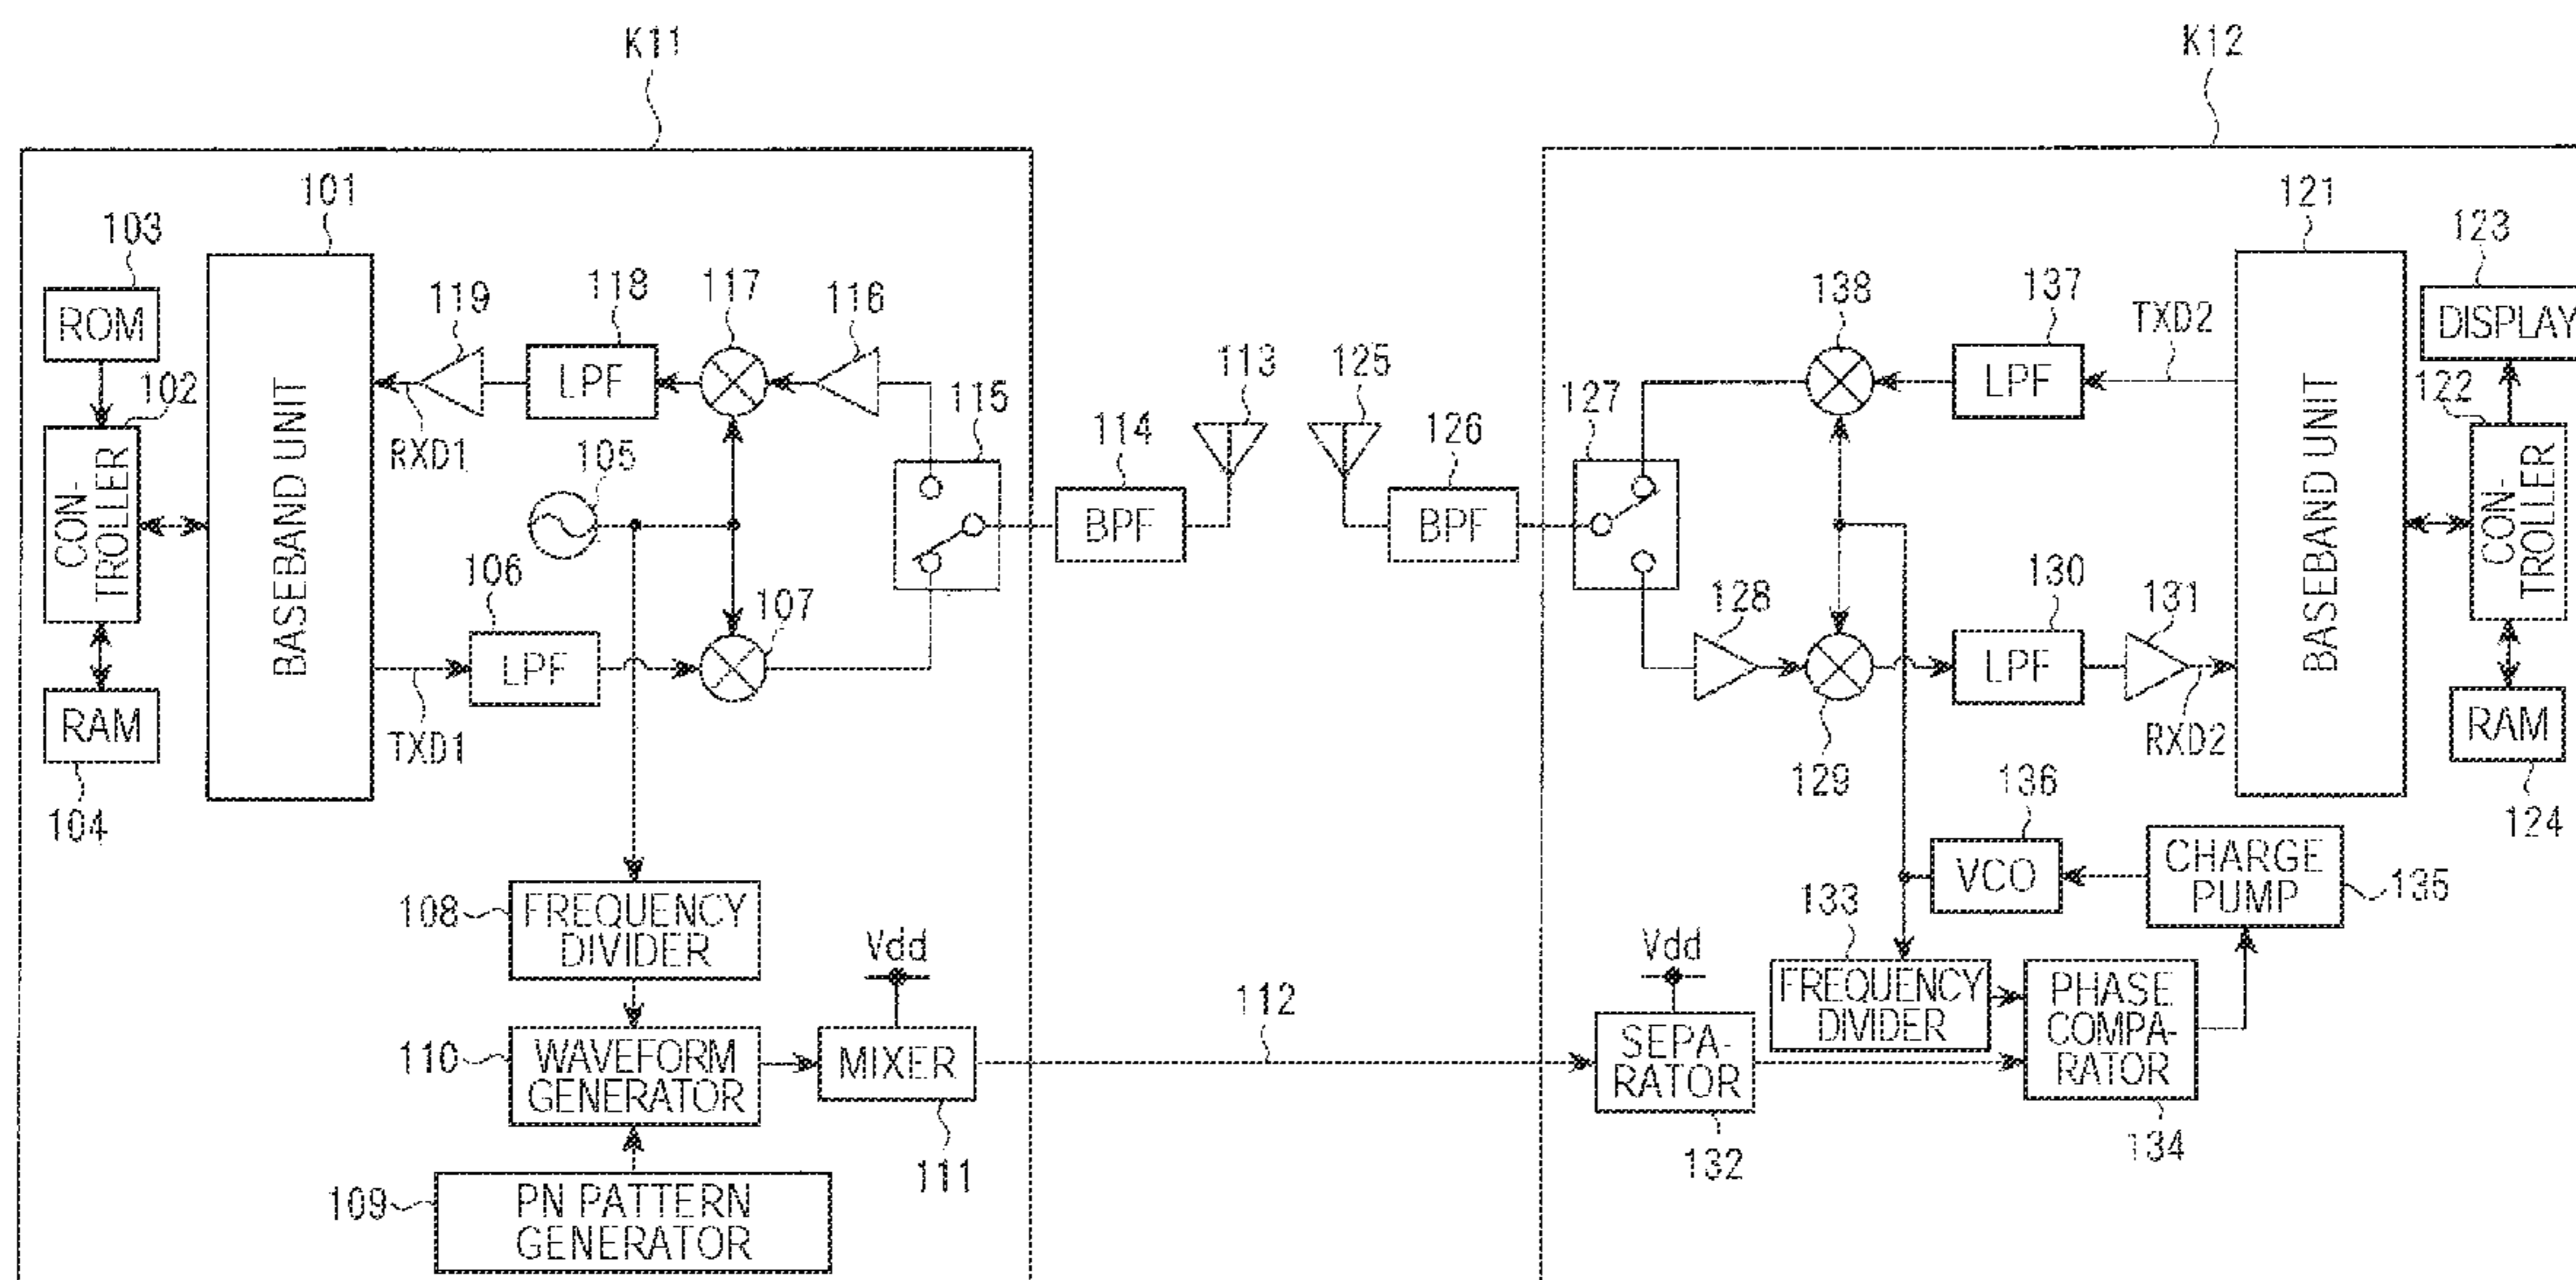 K11
K12
101
103
ROM
102
CON-
TROLLER
RAM
104
BASEBAND UNIT
119
118
LPF
117
116
RXD1
105
115
106
LPF
107
TXD1
108
FREQUENCY
DIVIDER
110
WAVEFORM
GENERATOR
109
PN PATTERN
GENERATOR
Vdd
MIXER
111
112
114
BPF
113
125
126
BPF
127
138
137
LPF
TXD2
121
BASEBAND UNIT
123
DISPLAY
122
CON-
TROLLER
RAM
124
128
129
130
LPF
131
RXD2
136
VCO
CHARGE
PUMP
135
133
FREQUENCY
DIVIDER
PHASE
COMPA-
RATOR
134
Vdd
SEPA-
RATOR
132